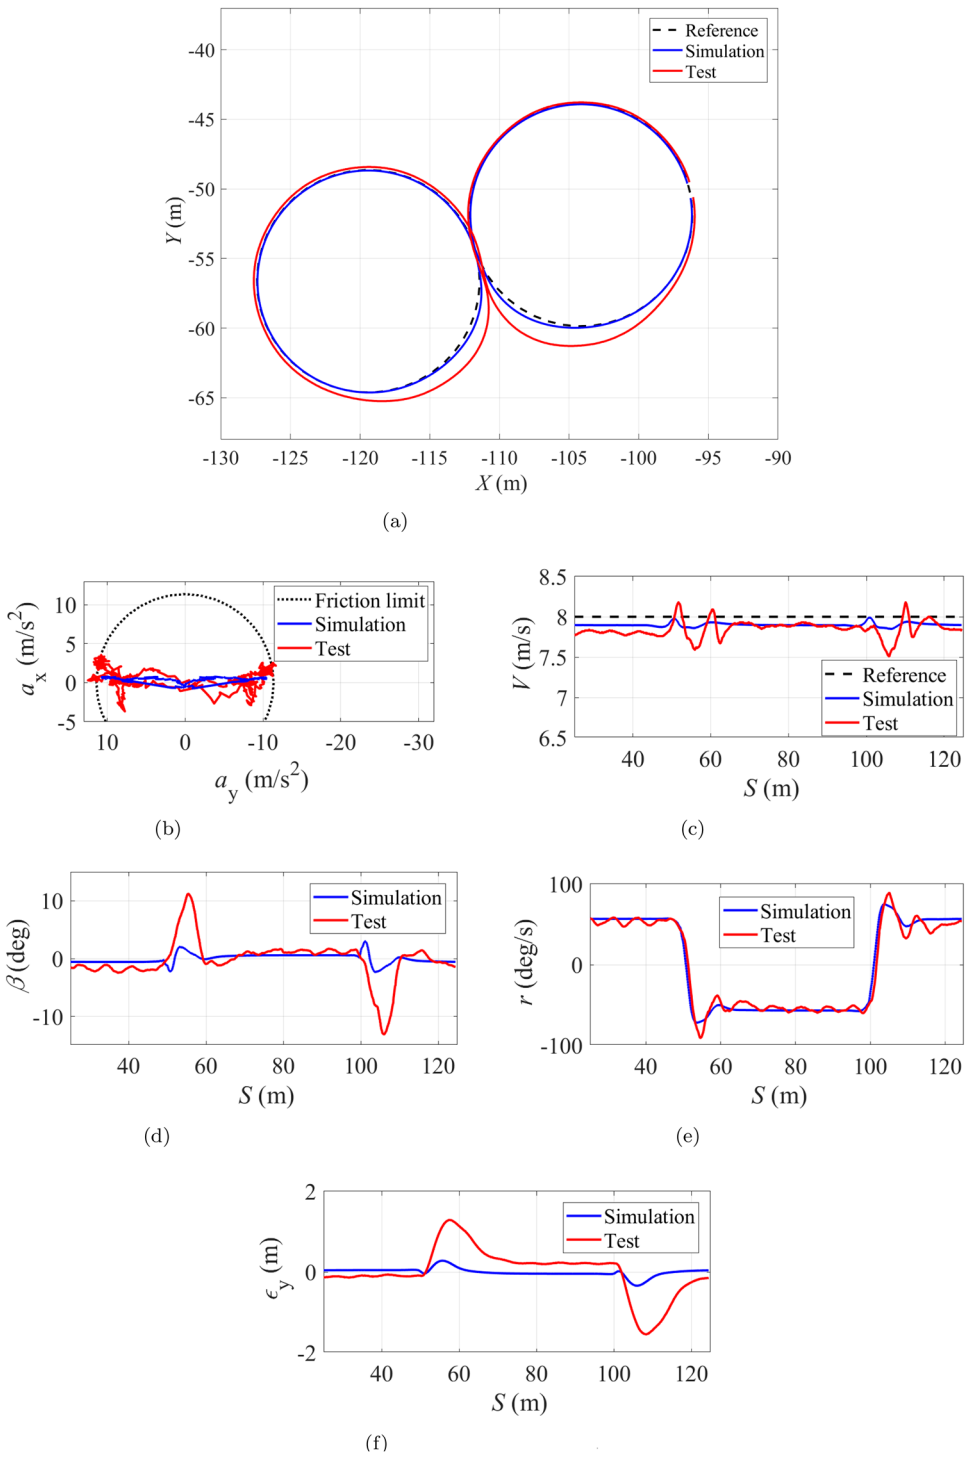 -40
-45
-50
-55
-60
-65
Y (m)
Reference
Simulation
Test
-130 -125 -120 -115 -110 -105 -100 -95 -90
X (m)
(a)
10
5
0
-5
aₓ (m/s²)
Friction limit
Simulation
Test
10 0 -10 -20 -30
a_y (m/s²)
(b)
8.5
8
7.5
7
6.5
V (m/s)
Reference
Simulation
Test
40 60 80 100 120
S (m)
(c)
10
0
-10
β (deg)
Simulation
Test
40 60 80 100 120
S (m)
(d)
100
0
-100
r (deg/s)
Simulation
Test
40 60 80 100 120
S (m)
(e)
2
0
-2
ϵ_y (m)
Simulation
Test
40 60 80 100 120
S (m)
(f)